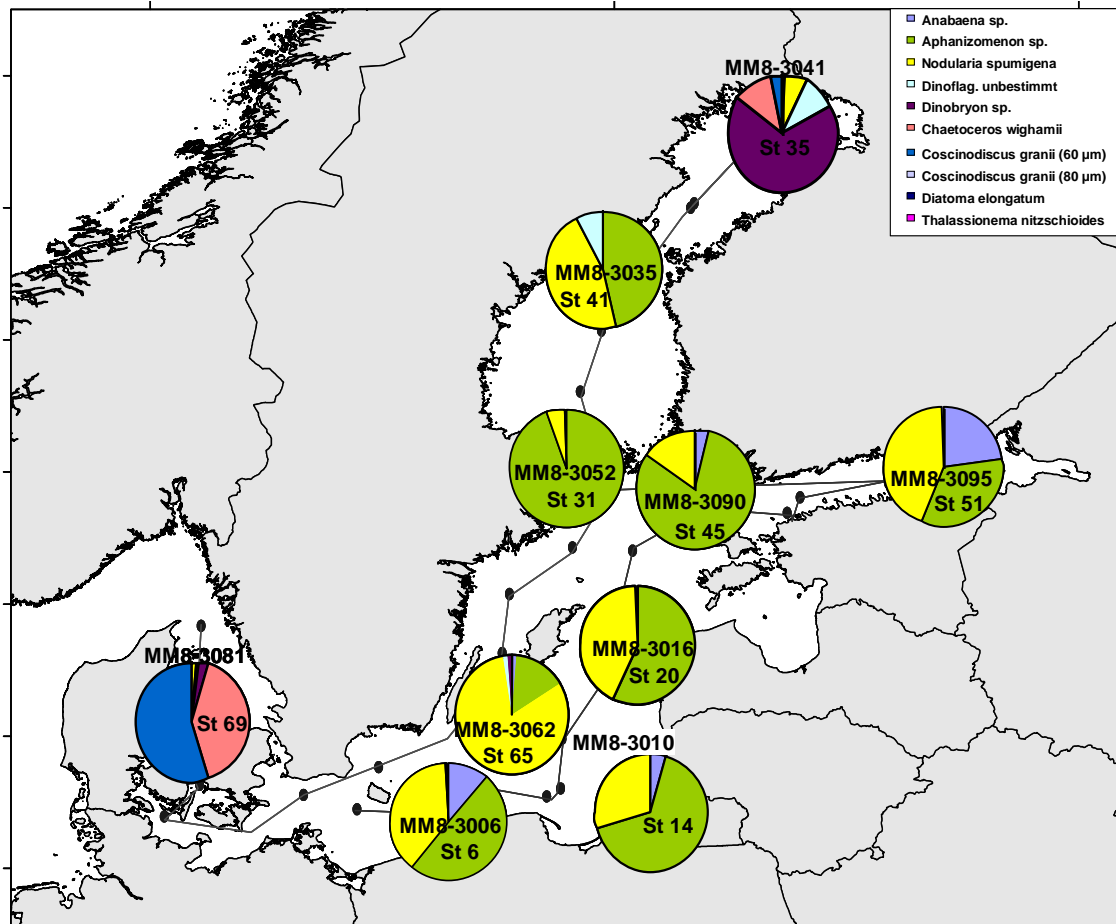 Anabaena sp.
Aphanizomenon sp.
Nodularia spumigena
Dinoflag. unbestimmt
Dinobryon sp.
Chaetoceros wighamii
Coscinodiscus granii (60 µm)
Coscinodiscus granii (80 µm)
Diatoma elongatum
Thalassionema nitzschioides
MM8-3041
St 35
MM8-3035
St 41
MM8-3052
St 31
MM8-3090
St 45
MM8-3095
St 51
MM8-3016
St 20
MM8-3081
St 69
MM8-3062
St 65
MM8-3010
St 14
MM8-3006
St 6